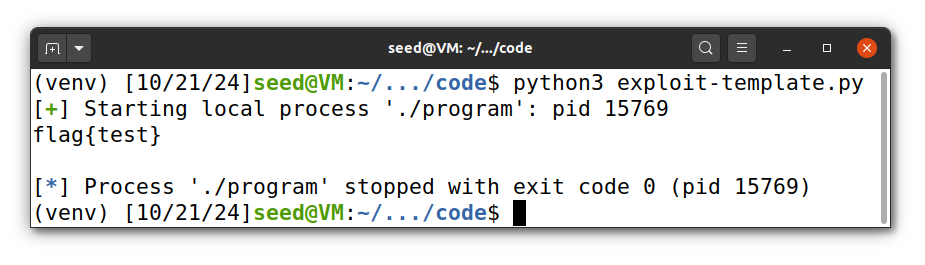 seed@VM: ~/.../code
(venv) [10/21/24]seed@VM:~/.../code$ python3 exploit-template.py
[+] Starting local process './program': pid 15769
flag{test}
[*] Process './program' stopped with exit code 0 (pid 15769)
(venv) [10/21/24]seed@VM:~/.../code$